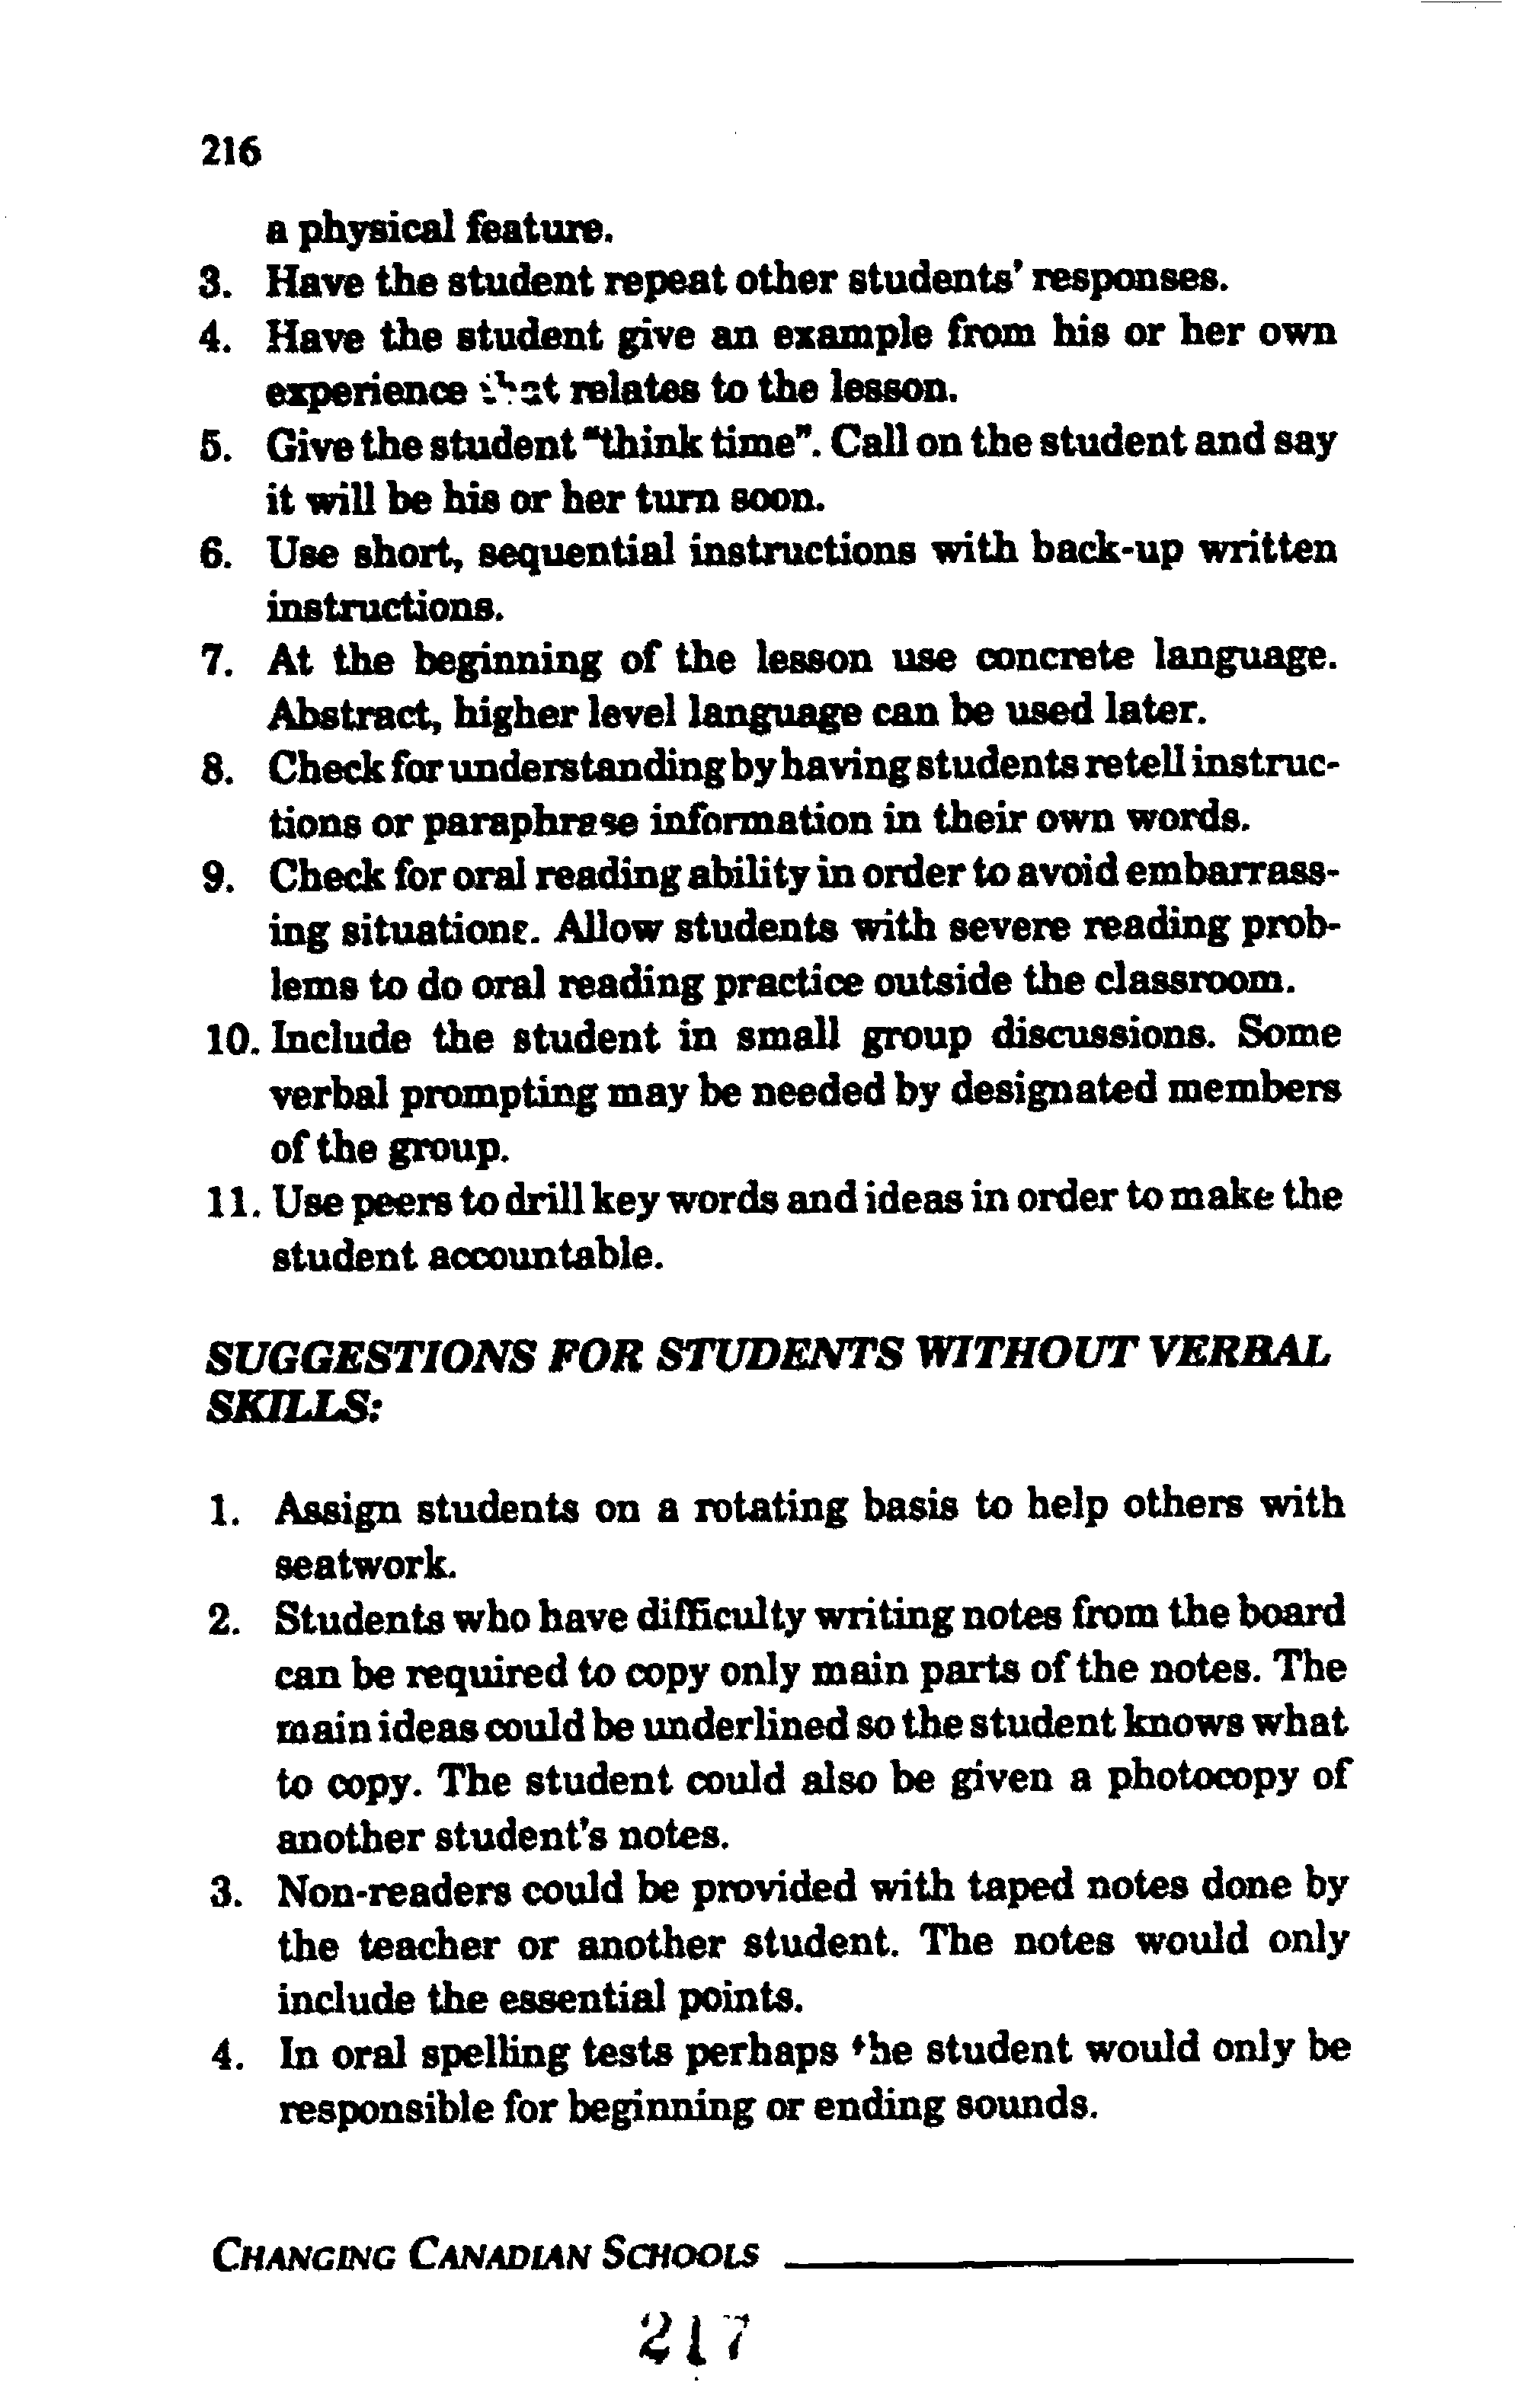 216
a physical feature.
3. Have the student repeat other students' responses.
4. Have the student give an example from his or her own
experience that relates to the lesson.
5. Give the student "think time". Call on the student and say
it will be his or her turn soon.
6. Use short, sequential instructions with back-up written
instructions.
7. At the beginning of the lesson use concrete language.
Abstract, higher level language can be used later.
8. Check for understanding by having students retell instruc-
tions or paraphrase information in their own words.
9. Check for oral reading ability in order to avoid embarrass-
ing situations. Allow students with severe reading prob-
lems to do oral reading practice outside the classroom.
10. Include the student in small group discussions. Some
verbal prompting may be needed by designated members
of the group.
11. Use peers to drill key words and ideas in order to make the
student accountable.
SUGGESTIONS FOR STUDENTS WITHOUT VERBAL
SKILLS:
1. Assign students on a rotating basis to help others with
seatwork.
2. Students who have difficulty writing notes from the board
can be required to copy only main parts of the notes. The
main ideas could be underlined so the student knows what
to copy. The student could also be given a photocopy of
another student's notes.
3. Non-readers could be provided with taped notes done by
the teacher or another student. The notes would only
include the essential points.
4. In oral spelling tests perhaps the student would only be
responsible for beginning or ending sounds.
CHANGING CANADIAN SCHOOLS
217